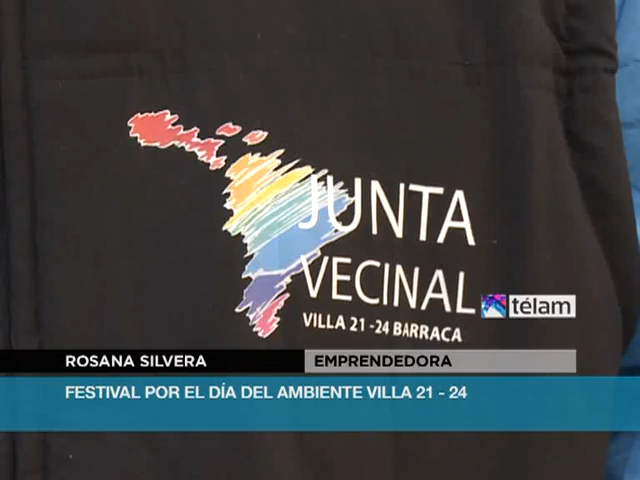 JUNTA
VECINAL
VILLA 21 - 24 BARRACA
télam
ROSANA SILVERA
EMPRENDEDORA
FESTIVAL POR EL DÍA DEL AMBIENTE VILLA 21 - 24